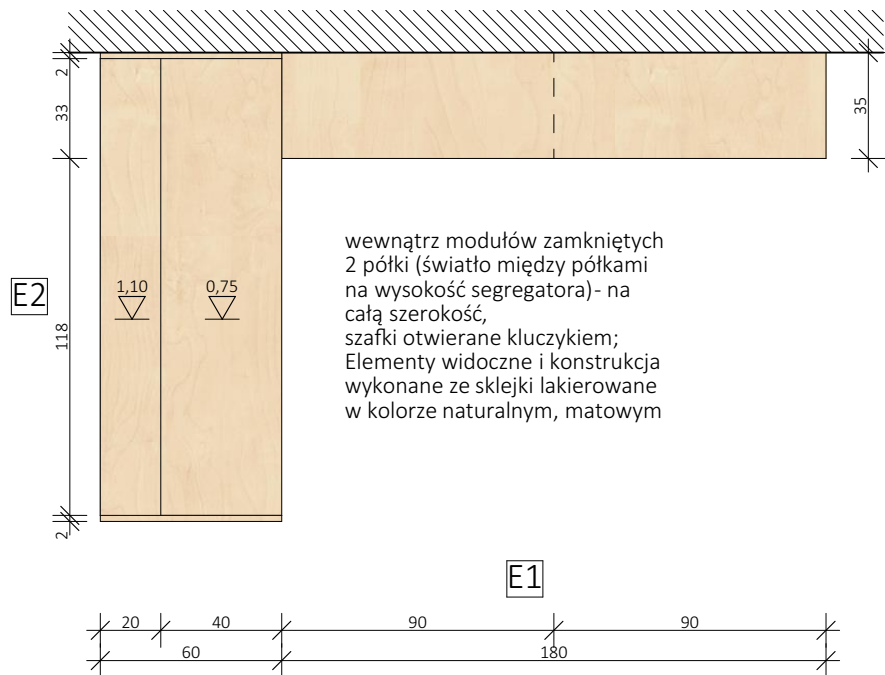 2
33
35
wewnątrz modułów zamkniętych
2 półki (światło między półkami
na wysokość segregatora) - na
całą szerokość,
szafki otwierane kluczykiem;
Elementy widoczne i konstrukcja
wykonane ze sklejki lakierowane
w kolorze naturalnym, matowym
E2
1,10
0,75
118
2
E1
20
40
90
90
60
180